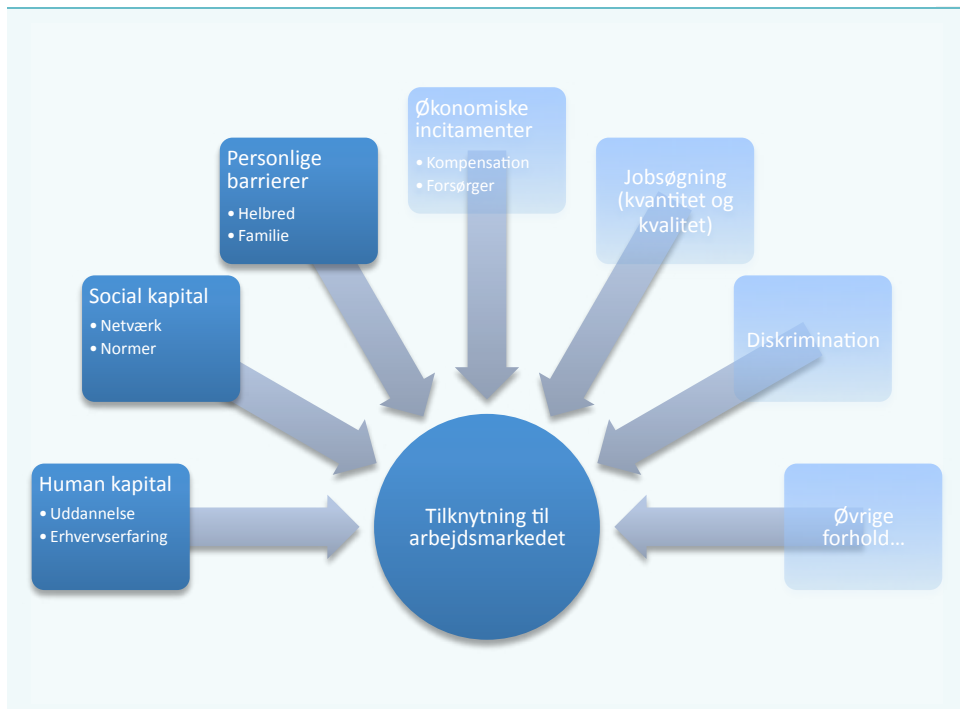 Human kapital
• Uddannelse
• Erhvervserfaring
Social kapital
• Netværk
• Normer
Personlige
barrierer
• Helbred
• Familie
Økonomiske
incitamenter
• Kompensation
• Forsørger
Jobsøgning
(kvantitet og
kvalitet)
Diskrimination
Øvrige
forhold...
Tilknytning til
arbejdsmarkedet